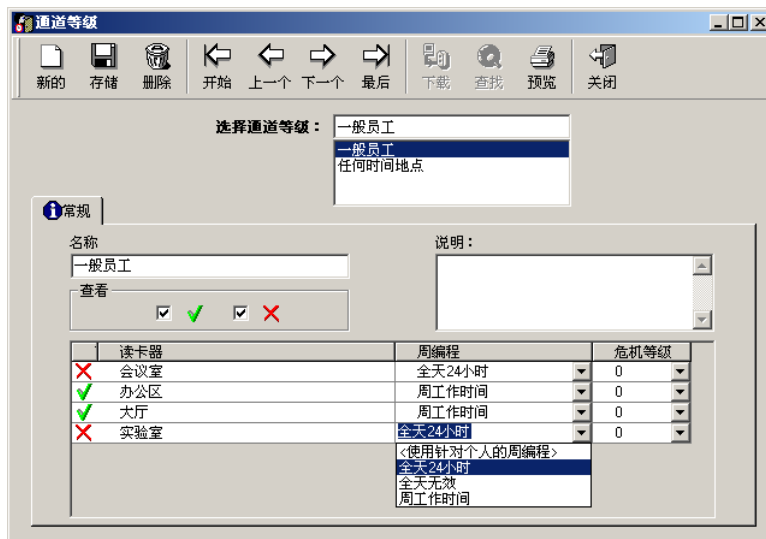 通道等级
新的 存储 删除 开始 上一个 下一个 最后 下载 查找 预览 关闭
选择通道等级： 一般员工
一般员工
任何时间地点
常规
名称 说明：
一般员工
查看
读卡器 周编程 危机等级
会议室 全天24小时 0
办公区 周工作时间 0
大厅 周工作时间 0
实验室 全天24小时 0
<使用针对个人的周编程>
全天24小时
全天无效
周工作时间